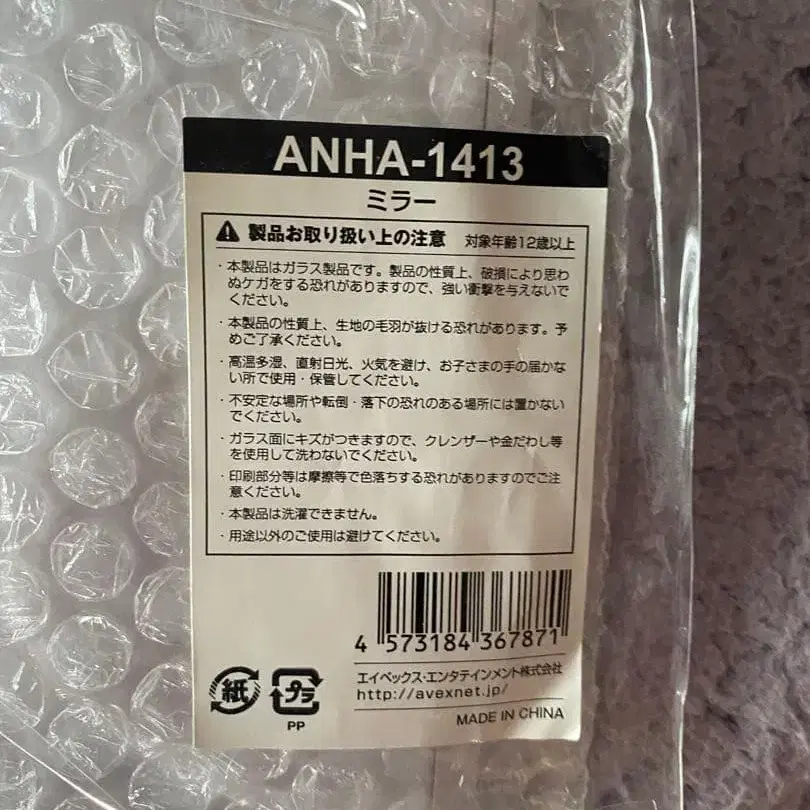 ANHA-1413
ミラー
製品お取り扱い上の注意 対象年齢12歳以上
・本製品はガラス製品です。製品の性質上、破損により思わ
ぬケガをする恐れがありますので、強い衝撃を与えないで
ください。
・本製品の性質上、生地の毛羽が抜ける恐れがあります。予
めご了承ください。
・高温多湿、直射日光、火気を避け、お子さまの手の届かな
い所で使用・保管してください。
・不安定な場所や転倒・落下の恐れのある場所には置かない
でください。
・ガラス面にキズがつきますので、クレンザーや金だわし等
を使用して洗わないでください。
・印刷部分等は摩擦等で色落ちする恐れがありますのでご注
意ください。
・本製品は洗濯できません。
・用途以外のご使用は避けてください。
4 573184 367871
エイベックス・エンタテインメント株式会社
http://avexnet.jp/
紙 プラ
PP
MADE IN CHINA